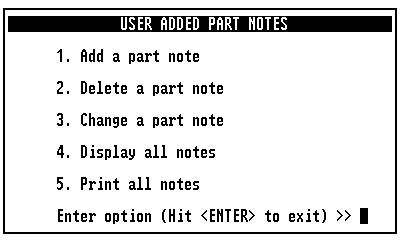 USER ADDED PART NOTES
1. Add a part note
2. Delete a part note
3. Change a part note
4. Display all notes
5. Print all notes
Enter option (Hit <ENTER> to exit) >>